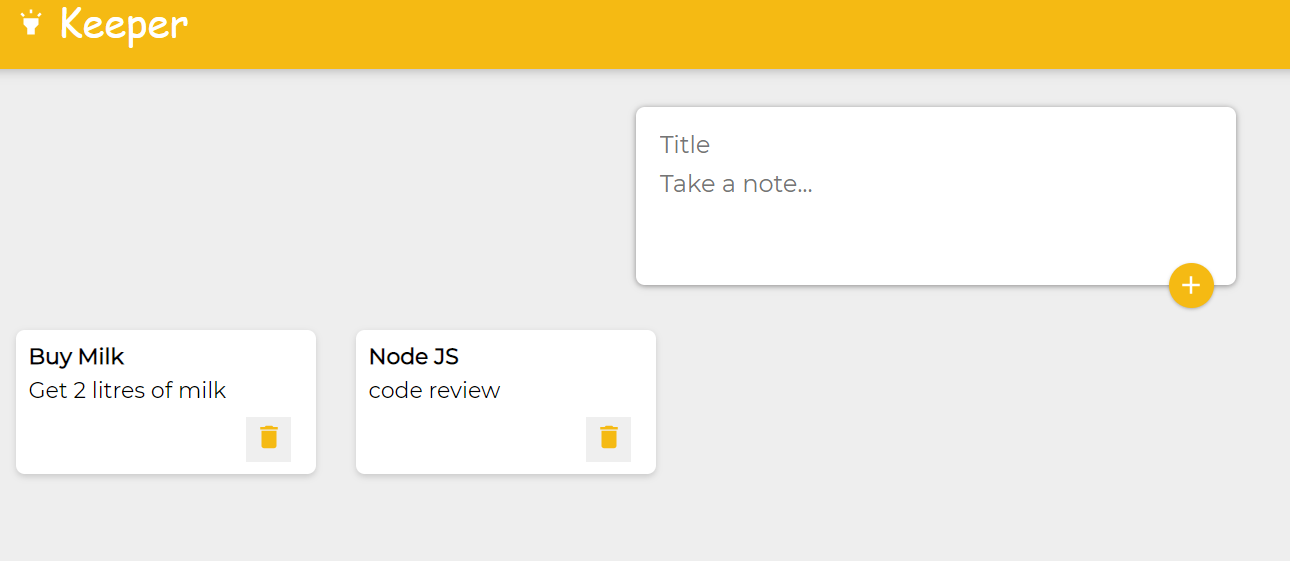 Keeper
Title
Take a note...
Buy Milk
Get 2 litres of milk
Node JS
code review